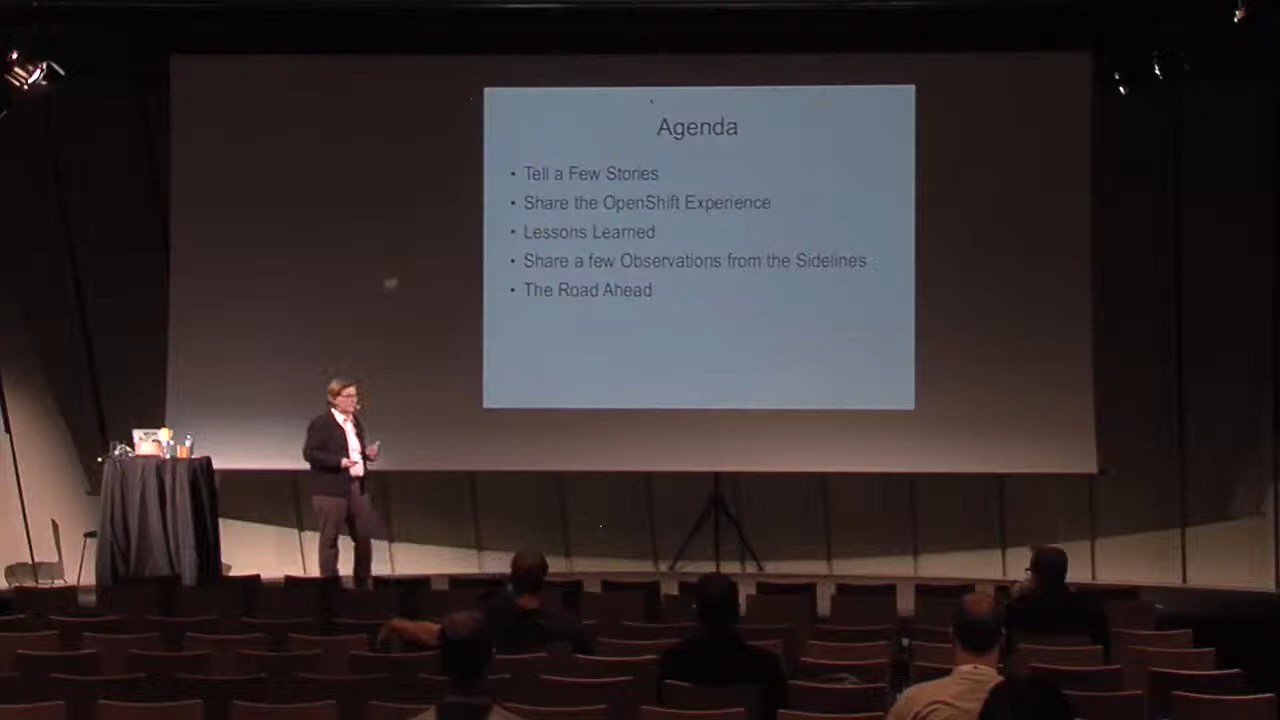 Agenda
• Tell a Few Stories
• Share the OpenShift Experience
• Lessons Learned
• Share a few Observations from the Sidelines
• The Road Ahead